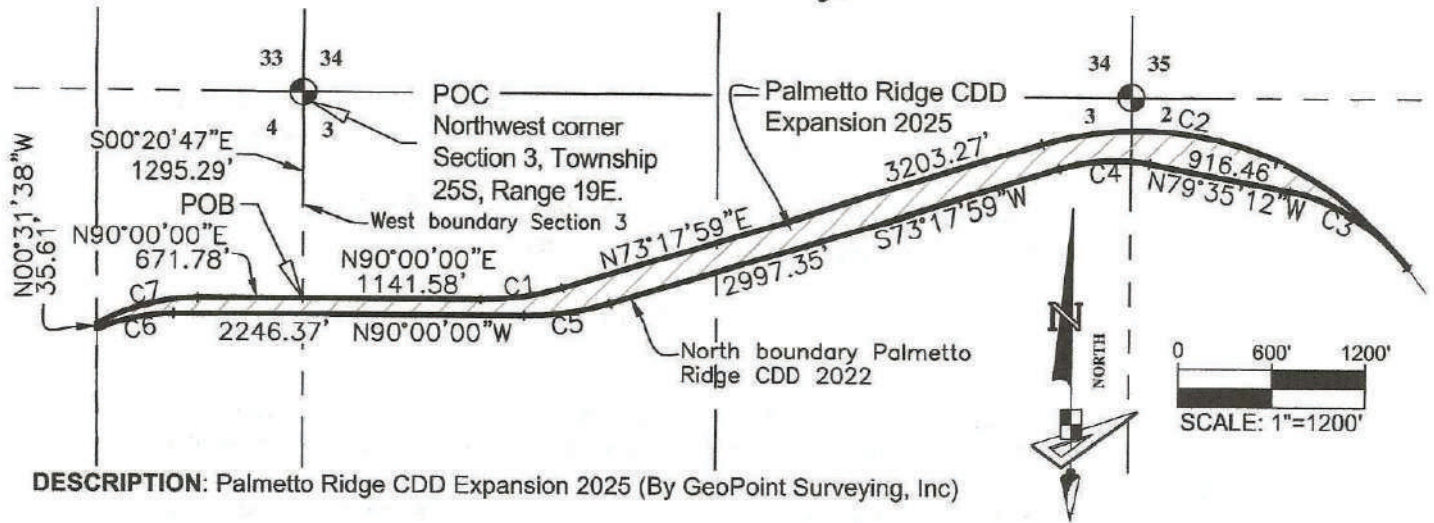 33 34
34 35
POC
Northwest corner
Section 3, Township
25S, Range 19E.
Palmetto Ridge CDD
Expansion 2025
4 3
3 2
C2
S00°20'47"E
1295.29'
3203.27'
916.46'
C4
N79°35'12"W
C3
POB
West boundary Section 3
N00°31'38"W
35.61
N90°00'00"E
671.78'
N90°00'00"E
1141.58'
C1
N73°17'59"E
S73°17'59"W
2997.35'
C7
C6
2246.37'
N90°00'00"W
C5
North boundary Palmetto
Ridge CDD 2022
N
NORTH
0 600' 1200'
SCALE: 1"=1200'
DESCRIPTION: Palmetto Ridge CDD Expansion 2025 (By GeoPoint Surveying, Inc)